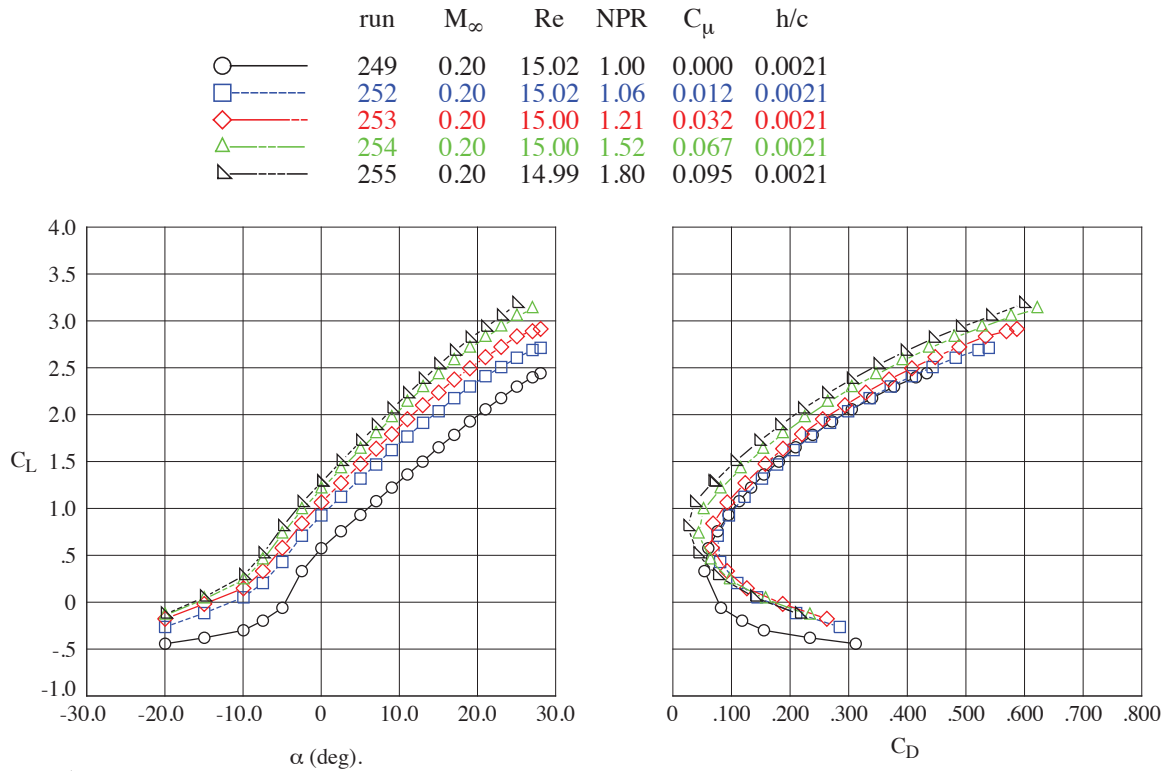 run M∞ Re NPR Cμ h/c
249 0.20 15.02 1.00 0.000 0.0021
252 0.20 15.02 1.06 0.012 0.0021
253 0.20 15.00 1.21 0.032 0.0021
254 0.20 15.00 1.52 0.067 0.0021
255 0.20 14.99 1.80 0.095 0.0021
4.0
3.5
3.0
2.5
2.0
CL 1.5
1.0
.5
0
-.5
-1.0
-30.0 -20.0 -10.0 0 10.0 20.0 30.0
α (deg).
0 .100 .200 .300 .400 .500 .600 .700 .800
CD